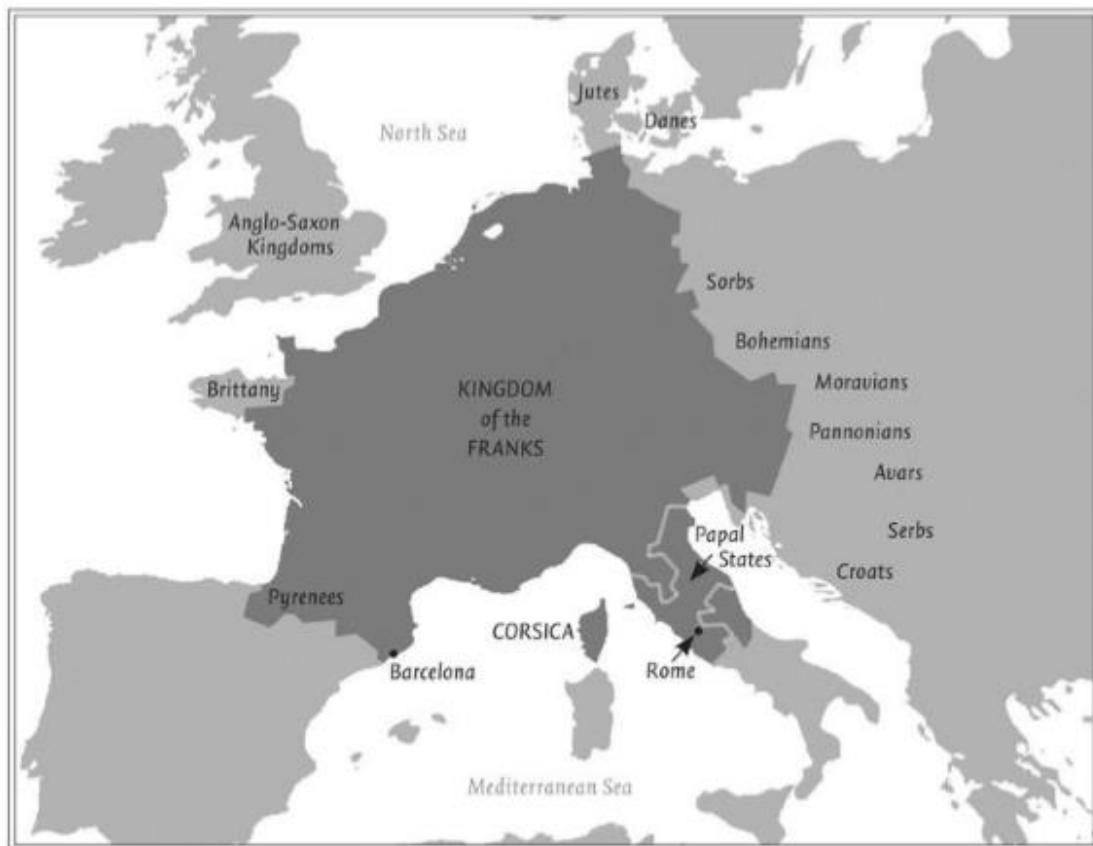 Jutes
Danes
North Sea
Anglo-Saxon
Kingdoms
Sorbs
Bohemians
Brittany
KINGDOM
of the
FRANKS
Moravians
Pannonians
Avars
Serbs
Papal
States
Croats
Pyrenees
CORSICA
Rome
Barcelona
Mediterranean Sea